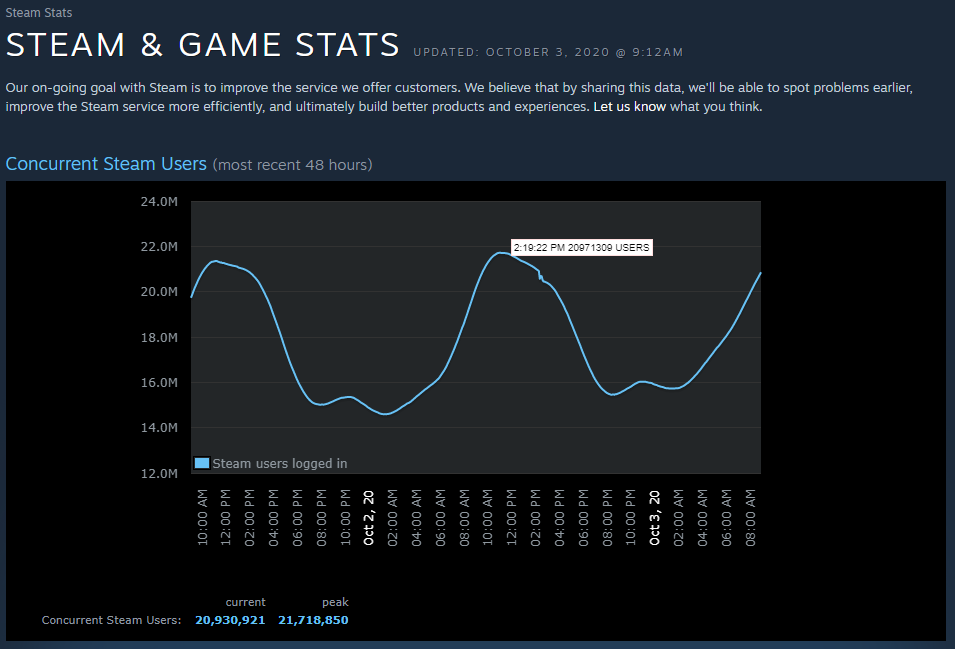 Steam Stats
STEAM & GAME STATS UPDATED: OCTOBER 3, 2020 @ 9:12AM
Our on-going goal with Steam is to improve the service we offer customers. We believe that by sharing this data, we'll be able to spot problems earlier,
improve the Steam service more efficiently, and ultimately build better products and experiences. Let us know what you think.
Concurrent Steam Users (most recent 48 hours)
24.0M
22.0M
20.0M
18.0M
16.0M
14.0M
12.0M
2:19:22 PM 20971309 USERS
Steam users logged in
10:00 AM
12:00 PM
02:00 PM
04:00 PM
06:00 PM
08:00 PM
10:00 PM
Oct 2, 20
02:00 AM
04:00 AM
06:00 AM
08:00 AM
10:00 AM
12:00 PM
02:00 PM
04:00 PM
06:00 PM
08:00 PM
10:00 PM
Oct 3, 20
02:00 AM
04:00 AM
06:00 AM
08:00 AM
current peak
Concurrent Steam Users: 20,930,921 21,718,850